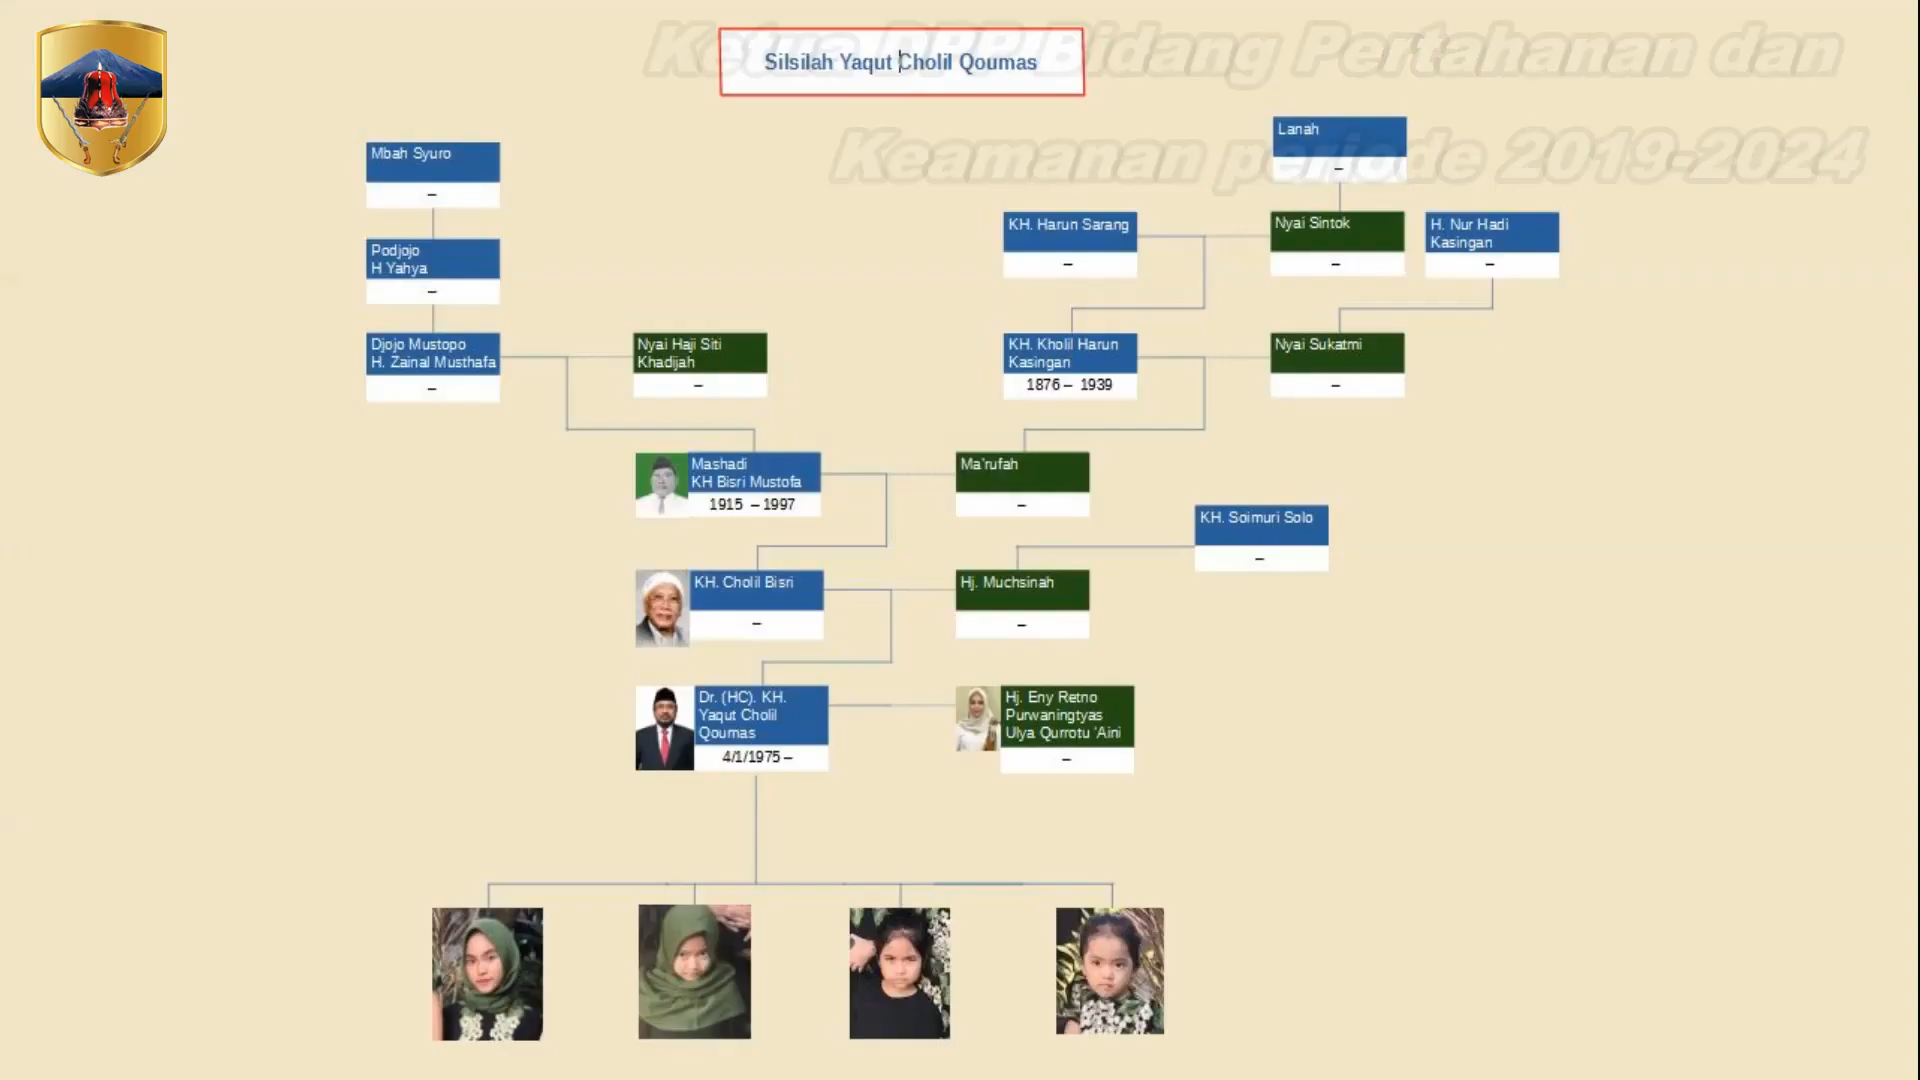 Ketua DPP Bidang Pertahanan dan
Keamanan periode 2019-2024
Silsilah Yaqut Cholil Qoumas
Lanah
–
Mbah Syuro
–
KH. Harun Sarang
–
Nyai Sintok
–
H. Nur Hadi
Kasingan
–
Podjojo
H Yahya
–
Djojo Mustopo
H. Zainal Musthafa
–
Nyai Haji Siti
Khadijah
–
KH. Kholil Harun
Kasingan
1876 – 1939
Nyai Sukatmi
–
Mashadi
KH Bisri Mustofa
1915 – 1997
Ma'rufah
–
KH. Soimuri Solo
–
KH. Cholil Bisri
–
Hj. Muchsinah
–
Dr. (HC). KH.
Yaqut Cholil
Qoumas
4/1/1975 –
Hj. Eny Retno
Purwaningtyas
Ulya Qurrotu 'Aini
–